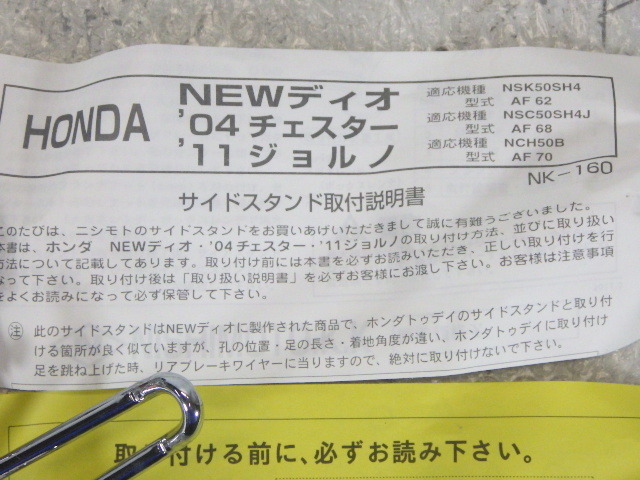 HONDA
NEWディオ 適応機種 NSK50SH4
型式 AF 62
'04 チェスター 適応機種 NSC50SH4J
型式 AF 68
'11 ジョルノ 適応機種 NCH50B
型式 AF 70
NK-160
サイドスタンド取付説明書
このたびは、ニシモトのサイドスタンドをお買いあげいただきまして誠に有難うございました。
本書は、ホンダ NEWディオ・'04チェスター・'11ジョルノの取り付け方法、並びに取り扱い
方法について記載してあります。取り付け前には本書を必ずお読みいただき、正しい取り付けを行
なって下さい。取り付け後は「取り扱い説明書」を必ずお客様にお渡し下さい。お客様は注意事項
をよくお読みになって必ず保管して下さい。
注 此のサイドスタンドはNEWディオに製作された商品で、ホンダトゥデイのサイドスタンドと取り付
ける箇所が良く似ていますが、孔の位置・足の長さ・着地角度が違い、ホンダトゥデイに取り付け
足を跳ね上げた時、リアブレーキワイヤーに当りますので、絶対に取り付けないで下さい。
取り付ける前に、必ずお読み下さい。